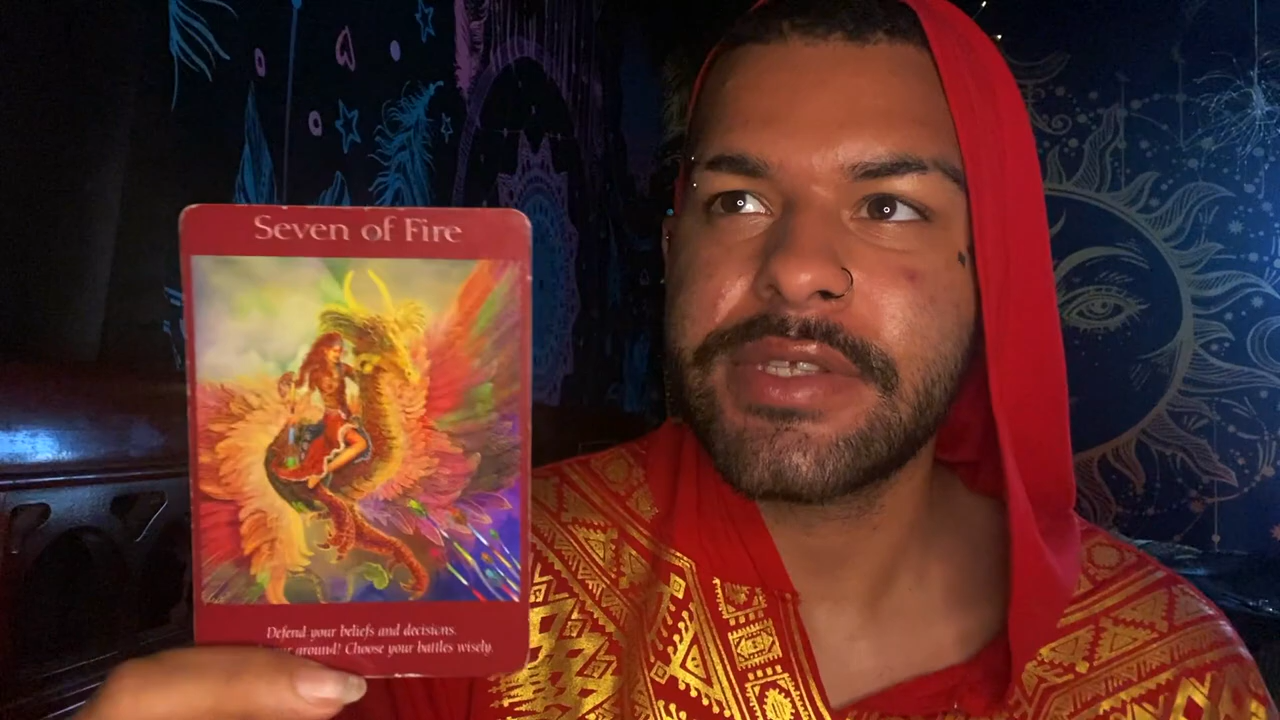 Seven of Fire
Defend your beliefs and decisions.
around! Choose your battles wisely.